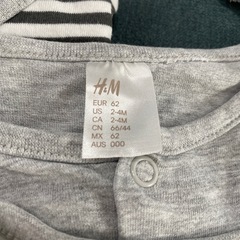 H&M
EUR 62
US 2-4M
CA 2-4M
CN 66/44
MX 62
AUS 000